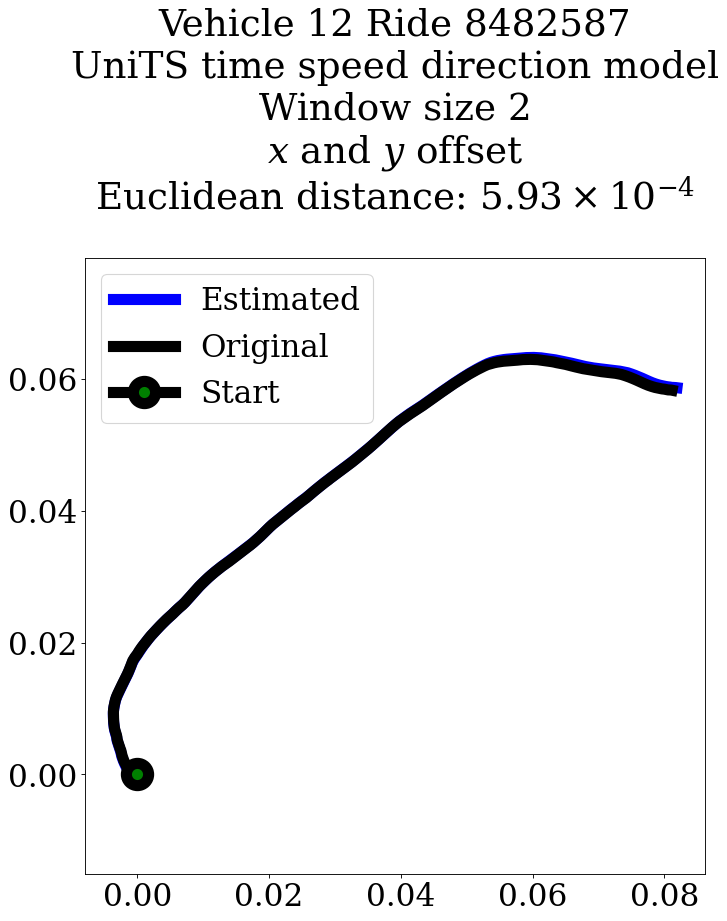 Vehicle 12 Ride 8482587
UniTS time speed direction model
Window size 2
x and y offset
Euclidean distance: 5.93 × 10⁻⁴
Estimated
Original
Start
0.06
0.04
0.02
0.00
0.00 0.02 0.04 0.06 0.08